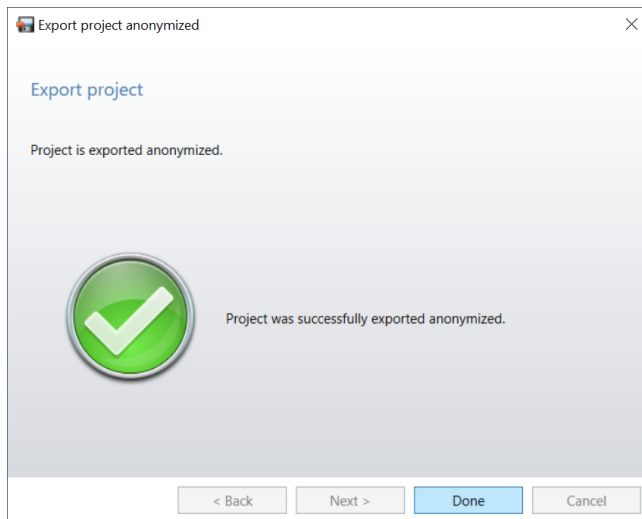 Export project anonymized
Export project
Project is exported anonymized.
Project was successfully exported anonymized.
< Back Next > Done Cancel